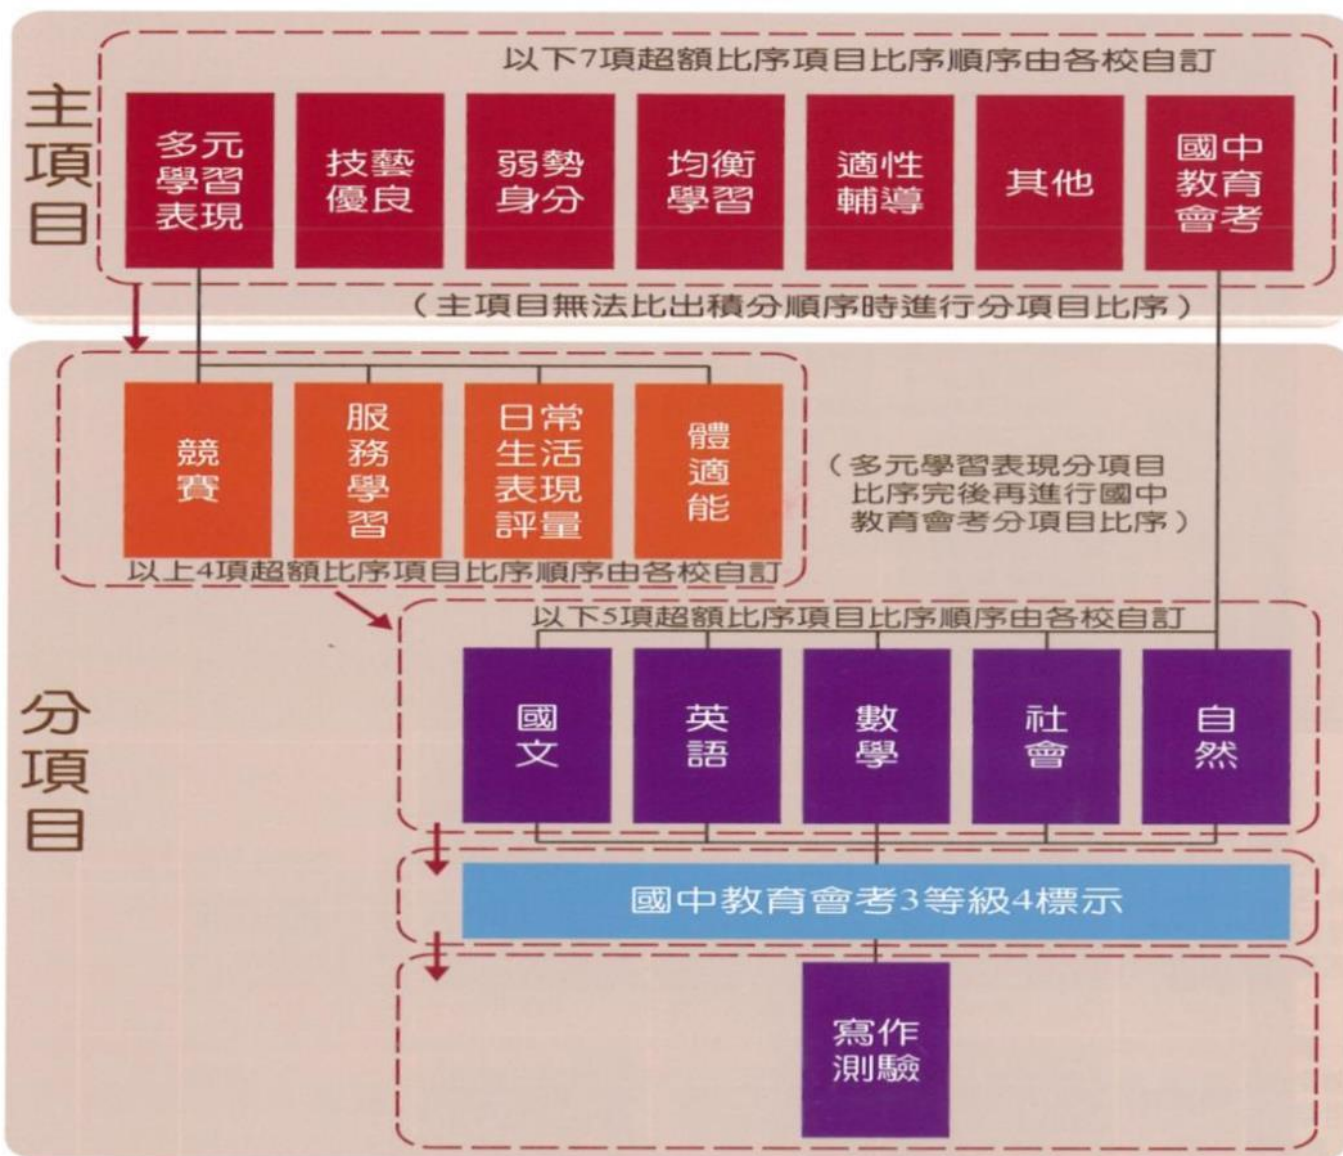 主項目
以下7項超額比序項目比序順序由各校自訂
多元
學習
表現
技藝
優良
弱勢
身分
均衡
學習
適性
輔導
其他
國中
教育
會考
（主項目無法比出積分順序時進行分項目比序）
分項目
競賽
服務學習
日常
生活
表現
評量
體適能
（多元學習表現分項目
比序完後再進行國中
教育會考分項目比序）
以上4項超額比序項目比序順序由各校自訂
以下5項超額比序項目比序順序由各校自訂
國文
英語
數學
社會
自然
國中教育會考3等級4標示
寫作
測驗